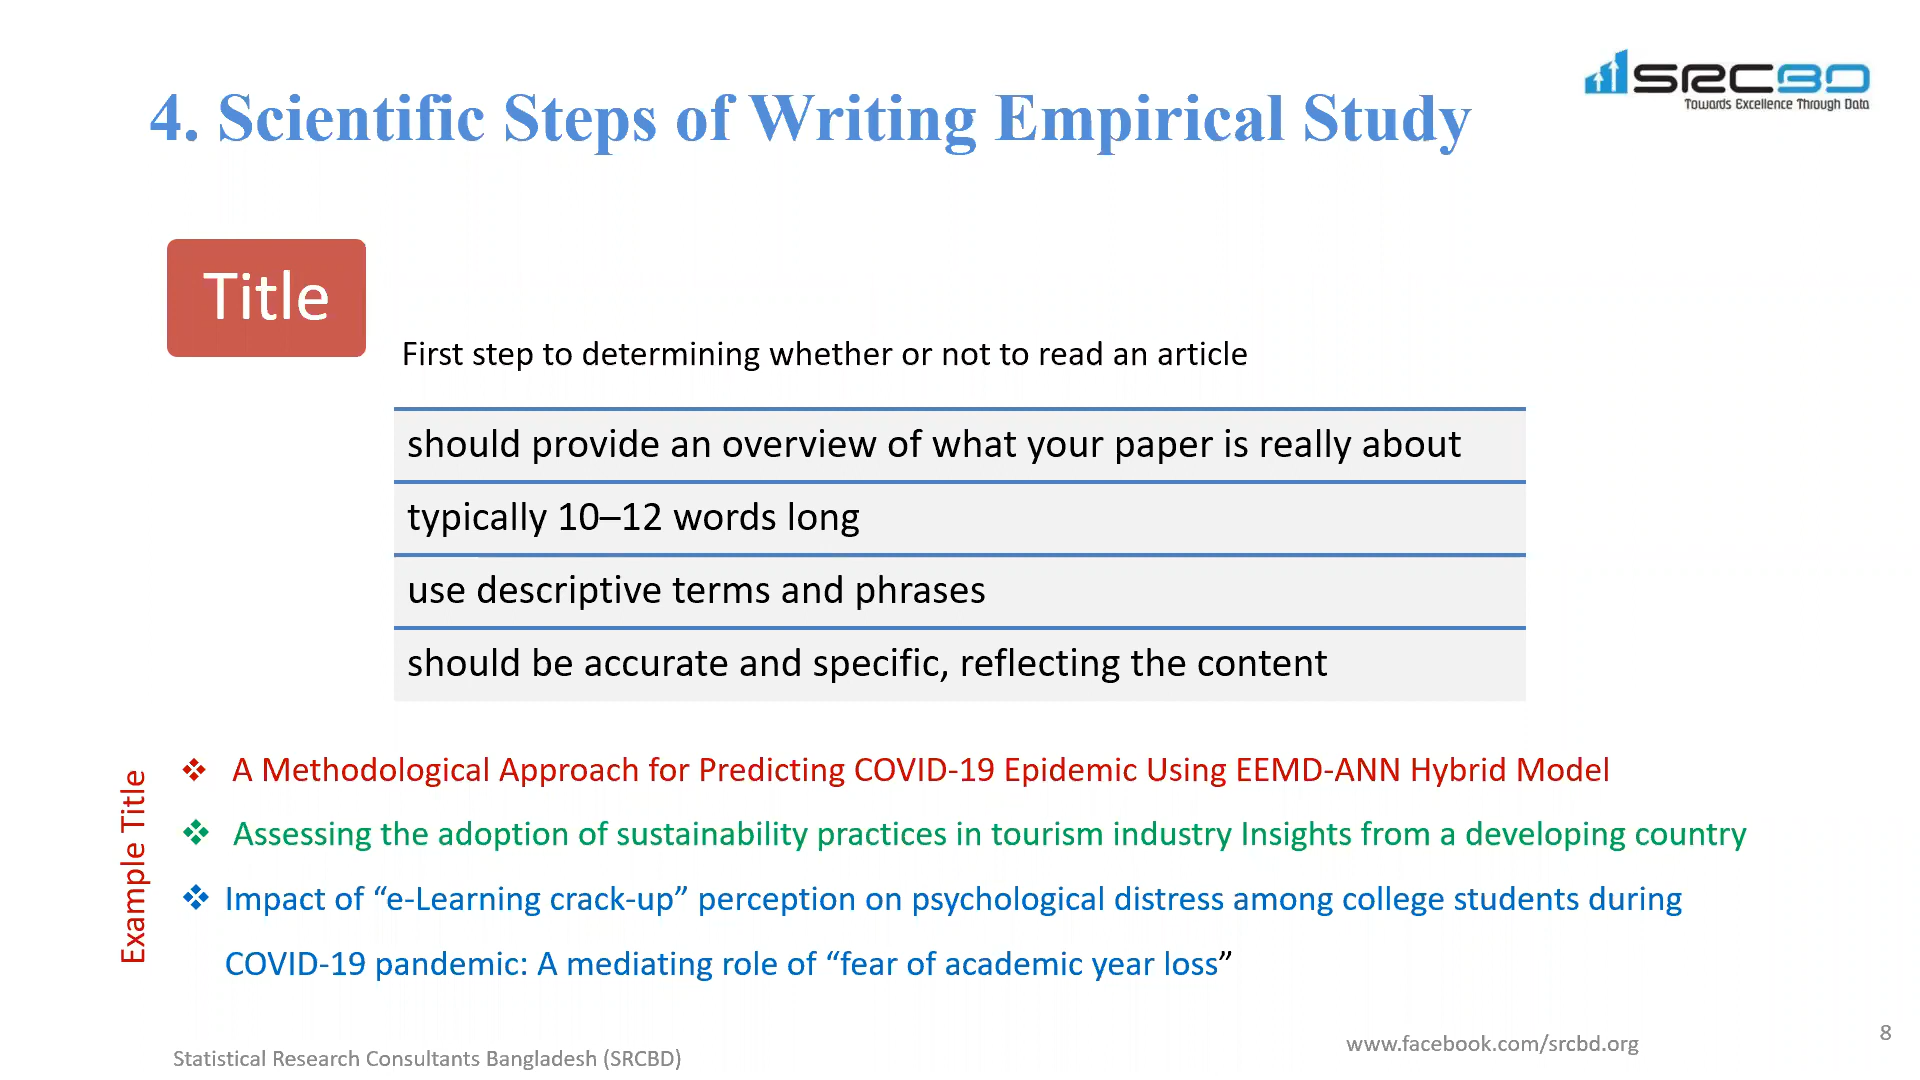 SRCBD
Towards Excellence Through Data
4. Scientific Steps of Writing Empirical Study
Title
First step to determining whether or not to read an article
should provide an overview of what your paper is really about
typically 10–12 words long
use descriptive terms and phrases
should be accurate and specific, reflecting the content
Example Title
❖ A Methodological Approach for Predicting COVID-19 Epidemic Using EEMD-ANN Hybrid Model
❖ Assessing the adoption of sustainability practices in tourism industry Insights from a developing country
❖ Impact of “e-Learning crack-up” perception on psychological distress among college students during
COVID-19 pandemic: A mediating role of “fear of academic year loss”
Statistical Research Consultants Bangladesh (SRCBD)
www.facebook.com/srcbd.org
8